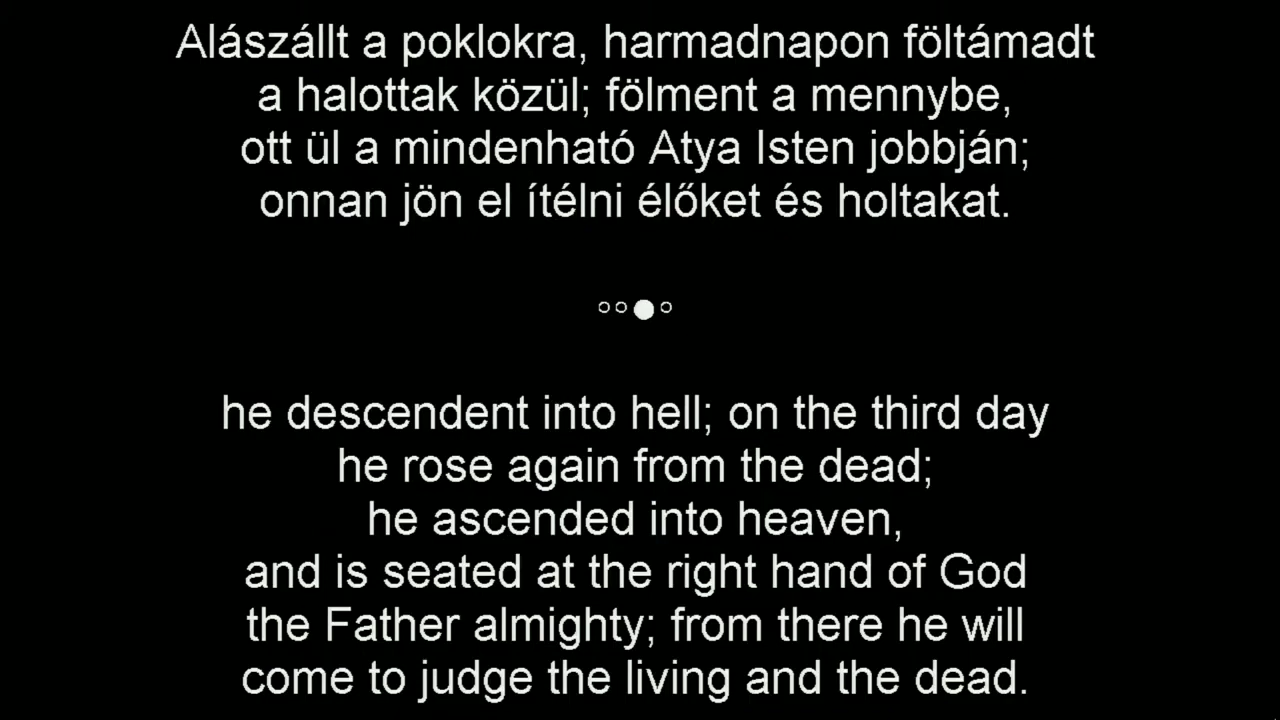 Alászállt a poklokra, harmadnapon föltámadt
a halottak közül; fölment a mennybe,
ott ül a mindenható Atya Isten jobbján;
onnan jön el ítélni élőket és holtakat.
he descendent into hell; on the third day
he rose again from the dead;
he ascended into heaven,
and is seated at the right hand of God
the Father almighty; from there he will
come to judge the living and the dead.